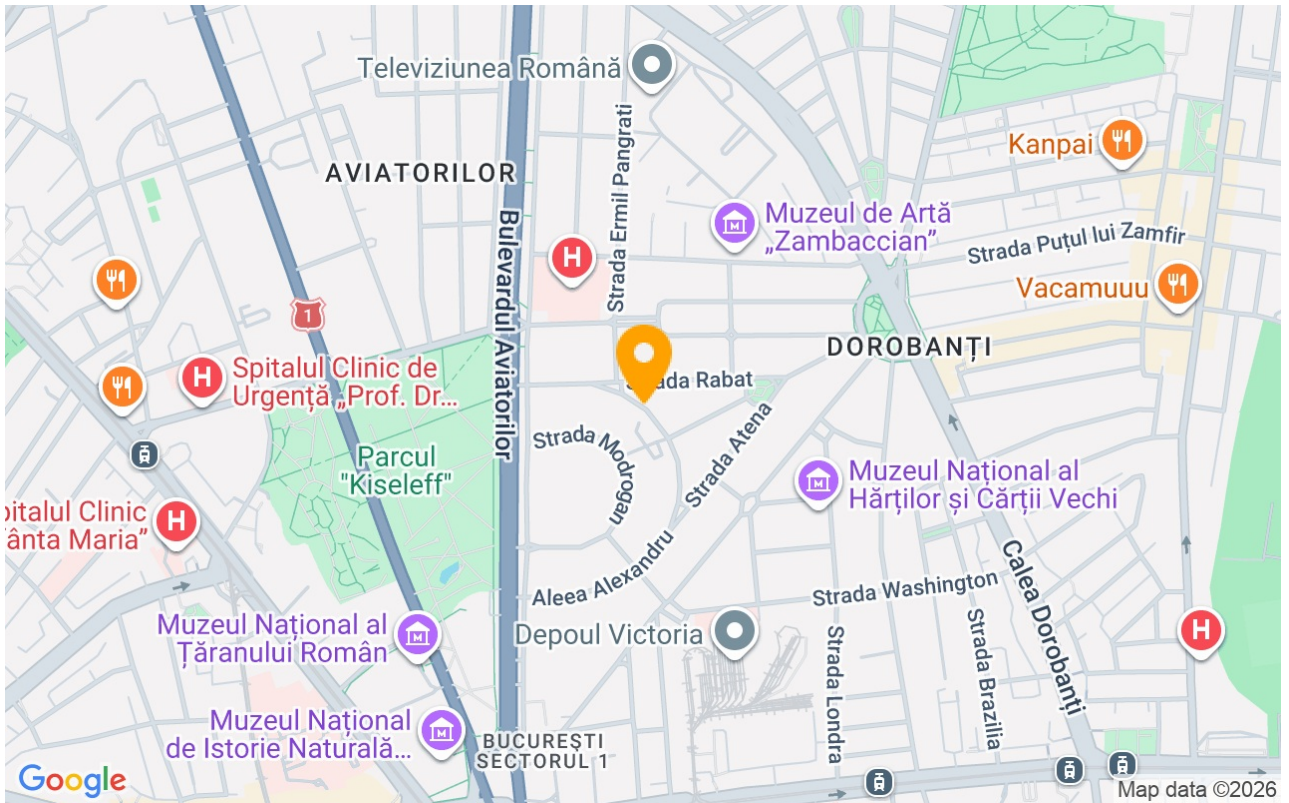 Televiziunea Română
Kanpai
AVIATORILOR
Strada Ermil Pangrati
Muzeul de Artă
„Zambaccian”
Strada Puțul lui Zamfir
Bulevardul Aviatorilor
H
Vacamuuu
1
DOROBANȚI
H
Spitalul Clinic de
Urgență „Prof. Dr...
Rabat
Strada Modrogan
Strada Atena
Parcul
"Kiseleff"
Muzeul Național al
Hărților și Cărții Vechi
pitalul Clinic
ânta Maria”
H
Calea Dorobanți
Aleea Alexandru
Strada Washington
Muzeul Național al
Țăranului Român
Depoul Victoria
H
Strada Londra
Strada Brazilia
Muzeul Național
de Istorie Naturală...
BUCUREȘTI
SECTORUL 1
Google
Map data ©2026